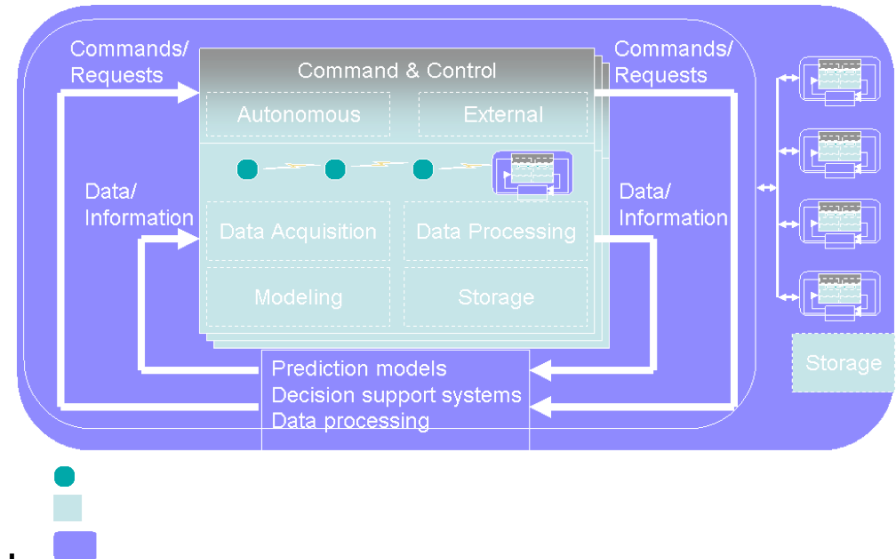 Commands/
Requests
Command & Control
Commands/
Requests
Autonomous
External
Data/
Information
Data/
Information
Data Acquisition
Data Processing
Modeling
Storage
Storage
Prediction models
Decision support systems
Data processing